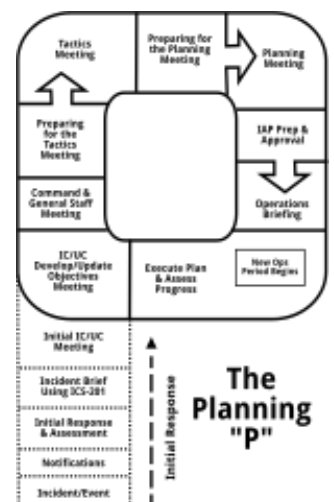 Tactics
Meeting
Preparing for
the Planning
Meeting
Planning
Meeting
Preparing
for the
Tactics
Meeting
IAP Prep &
Approval
Command &
General Staff
Meeting
Operations
Briefing
IC/UC
Develop/Update
Objectives
Meeting
Execute Plan
& Assess
Progress
New Ops
Period Begins
Initial IC/UC
Meeting
Incident Brief
Using ICS-201
Initial Response
& Assessment
Notifications
Incident/Event
Initial Response
The
Planning
"P"